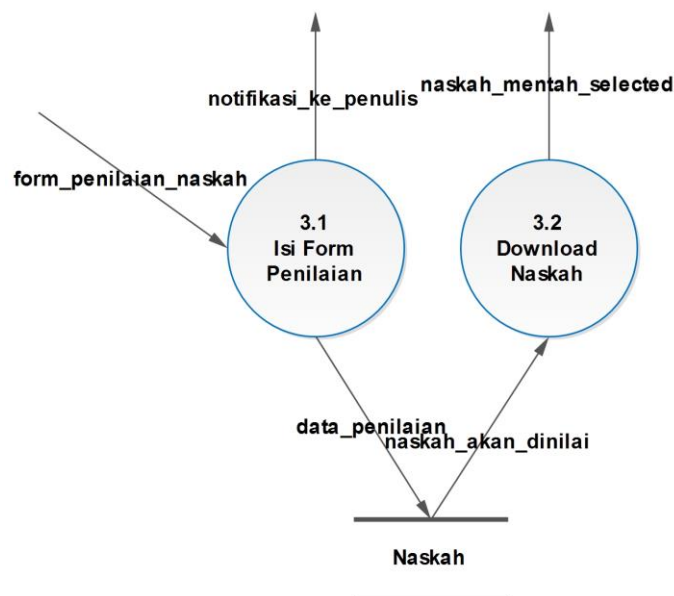 naskah_mentah_selected
notifikasi_ke_penulis
form_penilaian_naskah
3.1
Isi Form
Penilaian
3.2
Download
Naskah
data_penilaian
naskah_akan_dinilai
Naskah